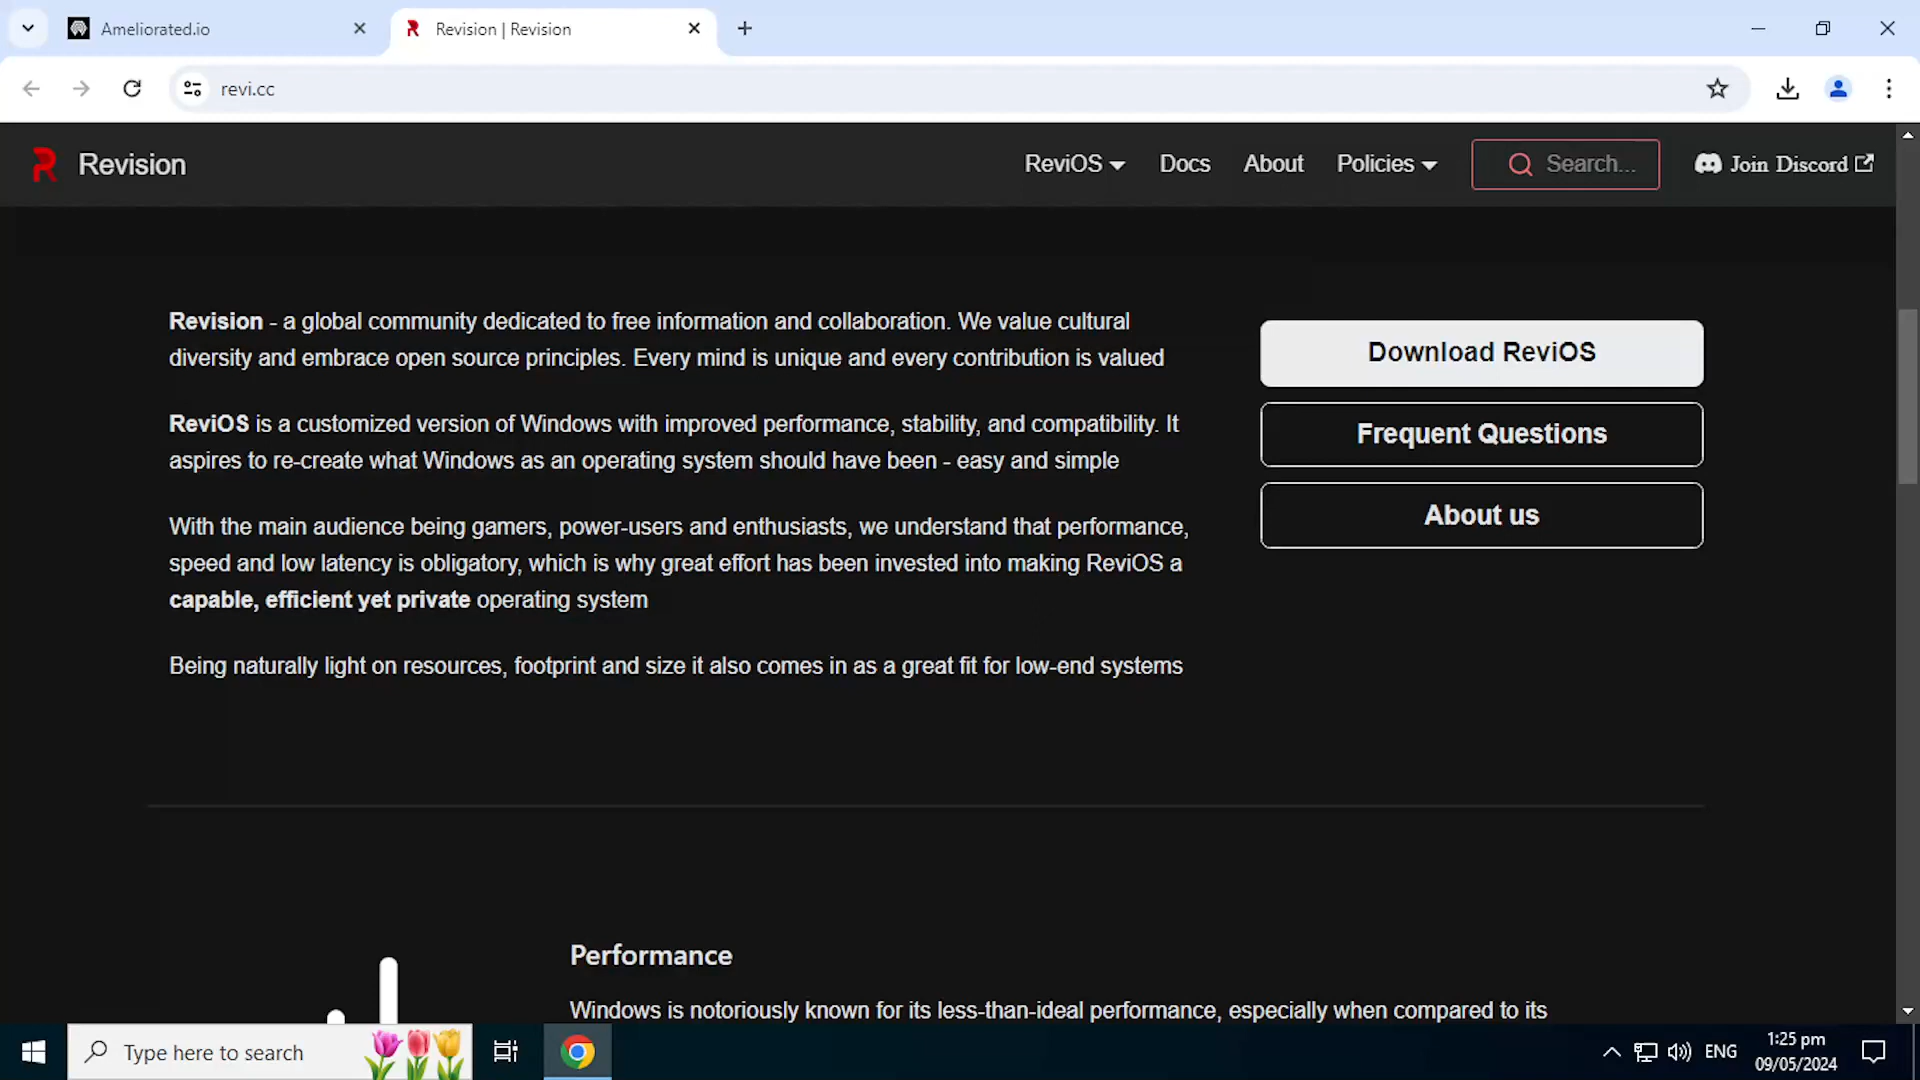 Ameliorated.io
Revision | Revision
revi.cc
Revision
ReviOS
Docs
About
Policies
Search...
Join Discord
Revision - a global community dedicated to free information and collaboration. We value cultural
diversity and embrace open source principles. Every mind is unique and every contribution is valued
ReviOS is a customized version of Windows with improved performance, stability, and compatibility. It
aspires to re-create what Windows as an operating system should have been - easy and simple
With the main audience being gamers, power-users and enthusiasts, we understand that performance,
speed and low latency is obligatory, which is why great effort has been invested into making ReviOS a
capable, efficient yet private operating system
Being naturally light on resources, footprint and size it also comes in as a great fit for low-end systems
Download ReviOS
Frequent Questions
About us
Performance
Windows is notoriously known for its less-than-ideal performance, especially when compared to its
Type here to search
ENG
1:25 pm
09/05/2024